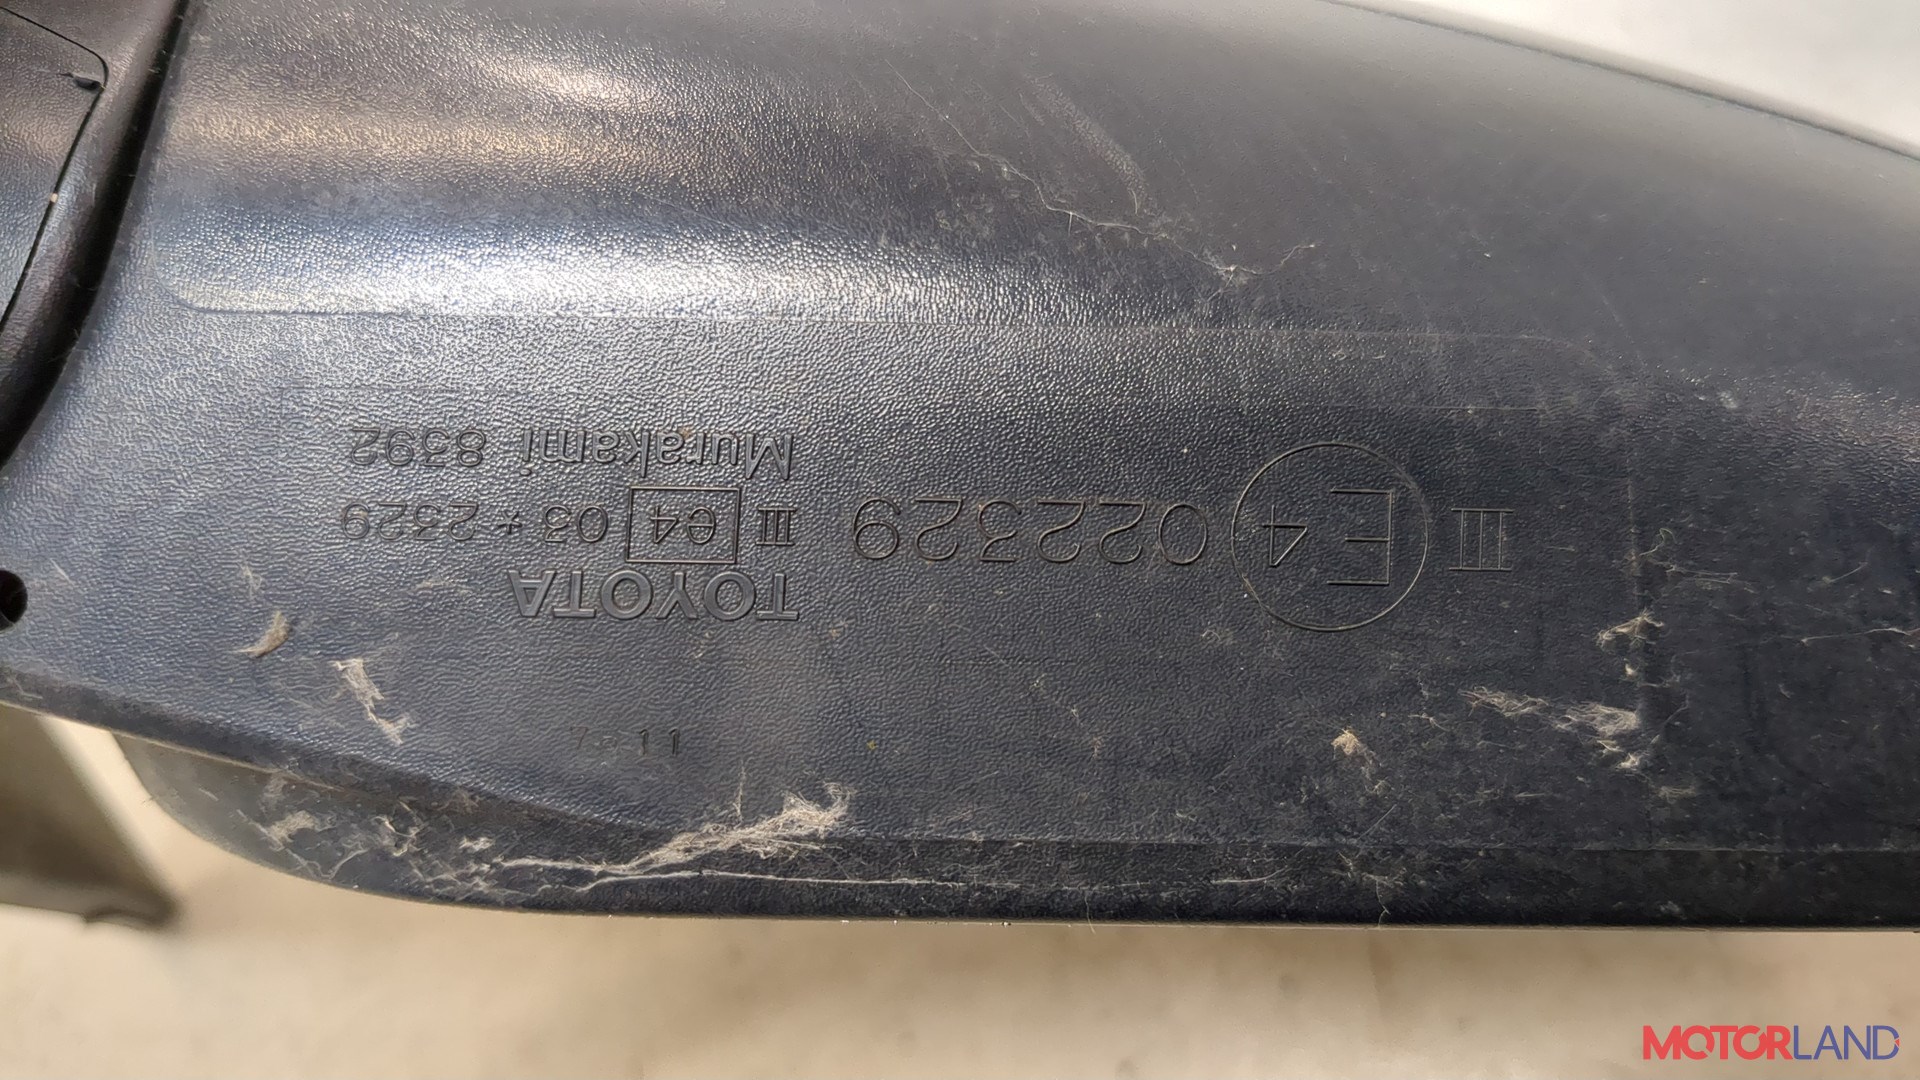 TOYOTA
III e4 03 * 2329
Murakami 8392
III E4 022329
MOTORLAND